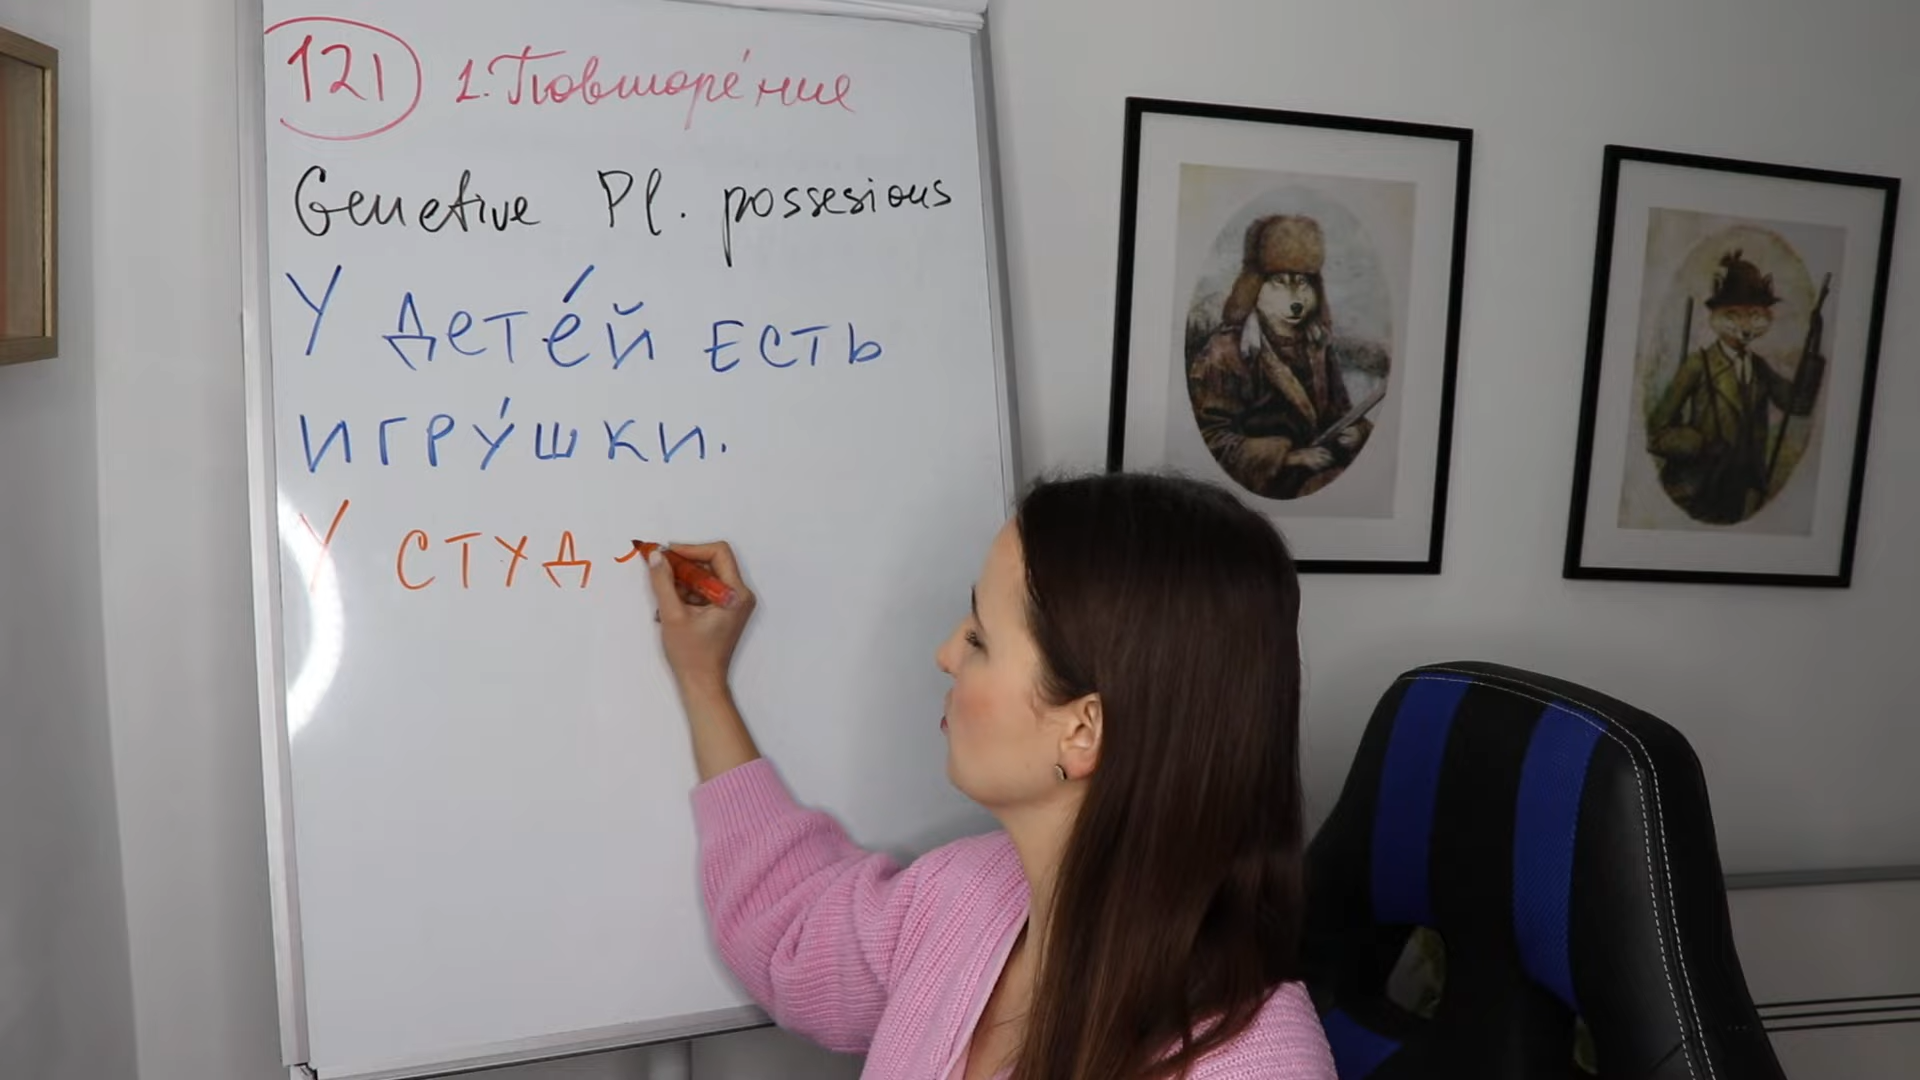 121 1. Повторе́ние
Genetive Pl. possesions
У дете́й есть
игру́шки.
У студ